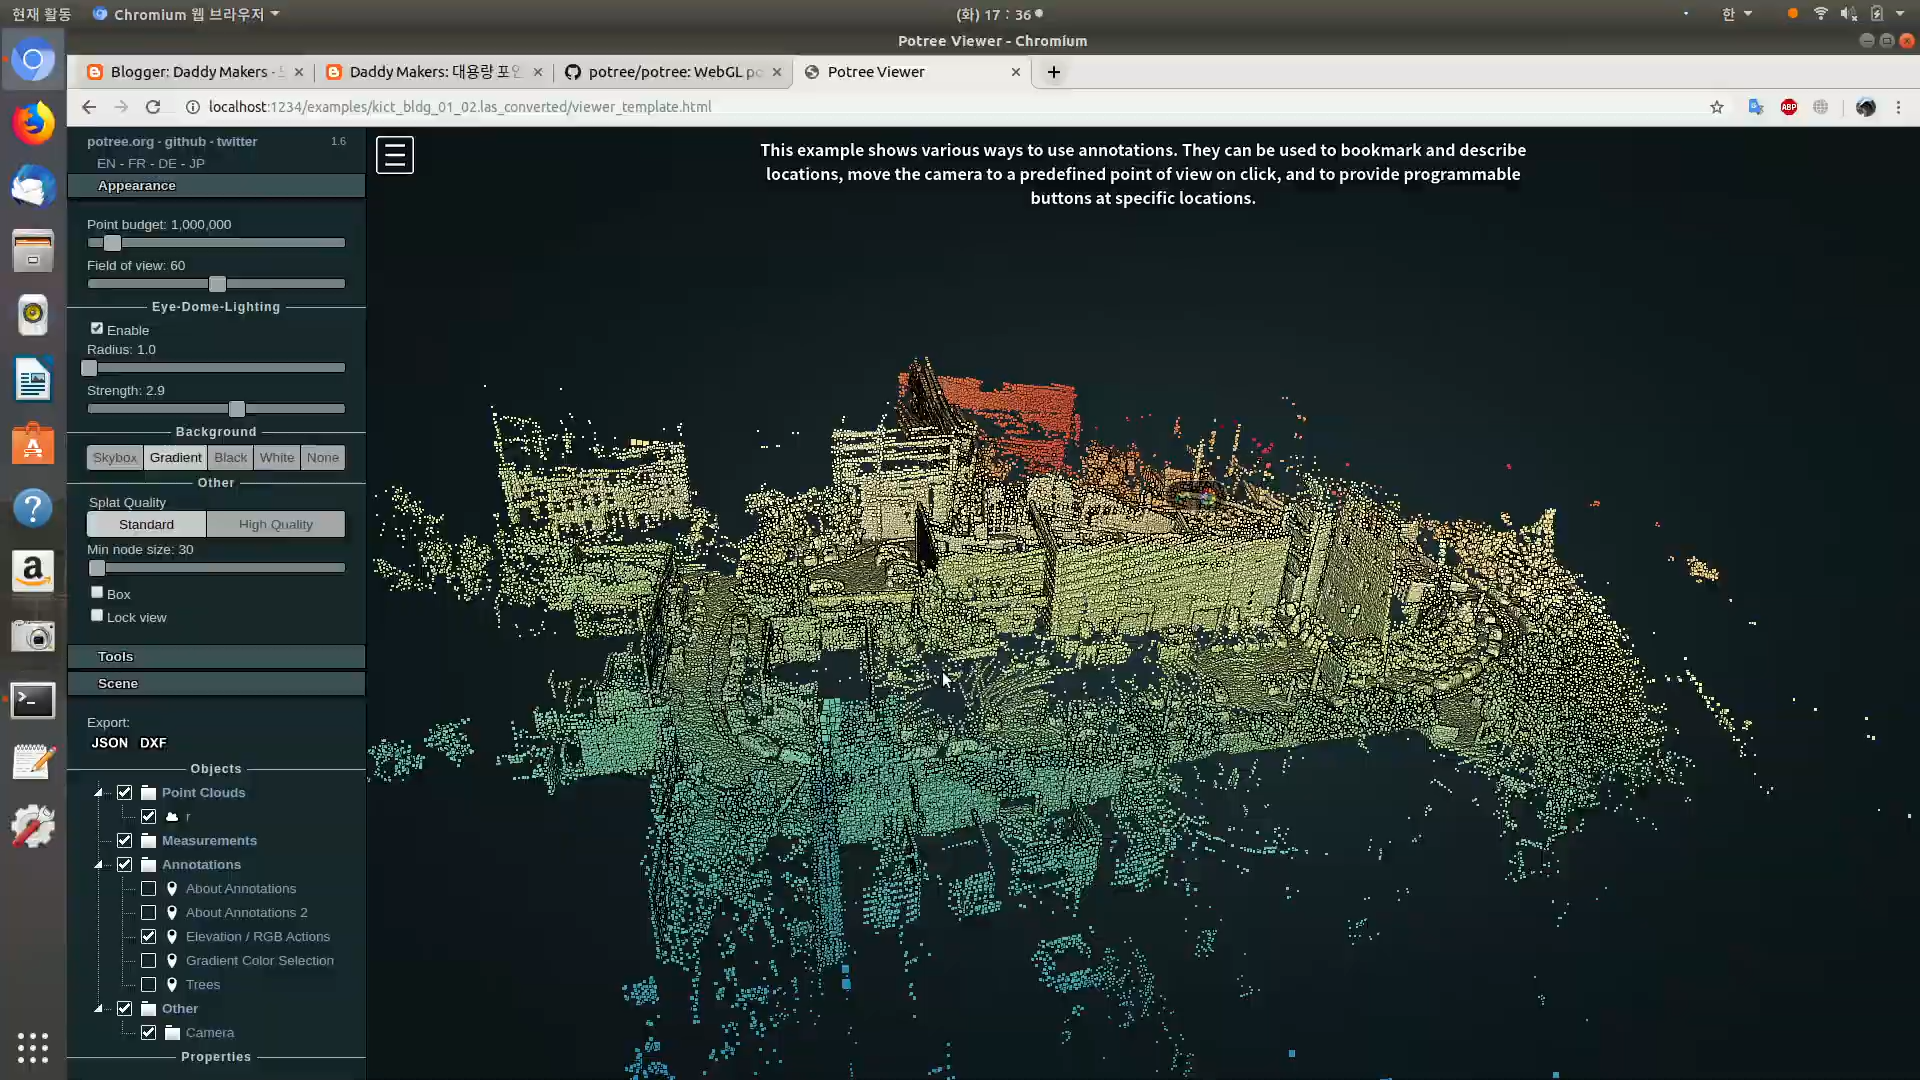 현재 활동
Chromium 웹 브라우저
(화) 17 : 36
한
Potree Viewer - Chromium
Blogger: Daddy Makers -
Daddy Makers: 대용량 포인
potree/potree: WebGL po
Potree Viewer
localhost:1234/examples/kict_bldg_01_02.las_converted/viewer_template.html
ABP
potree.org - github - twitter
1.6
EN - FR - DE - JP
Appearance
Point budget: 1,000,000
Field of view: 60
Eye-Dome-Lighting
Enable
Radius: 1.0
Strength: 2.9
Background
Skybox Gradient Black White None
Other
Splat Quality
Standard High Quality
Min node size: 30
Box
Lock view
Tools
Scene
Export:
JSON DXF
Objects
Point Clouds
r
Measurements
Annotations
About Annotations
About Annotations 2
Elevation / RGB Actions
Gradient Color Selection
Trees
Other
Camera
Properties
This example shows various ways to use annotations. They can be used to bookmark and describe
locations, move the camera to a predefined point of view on click, and to provide programmable
buttons at specific locations.